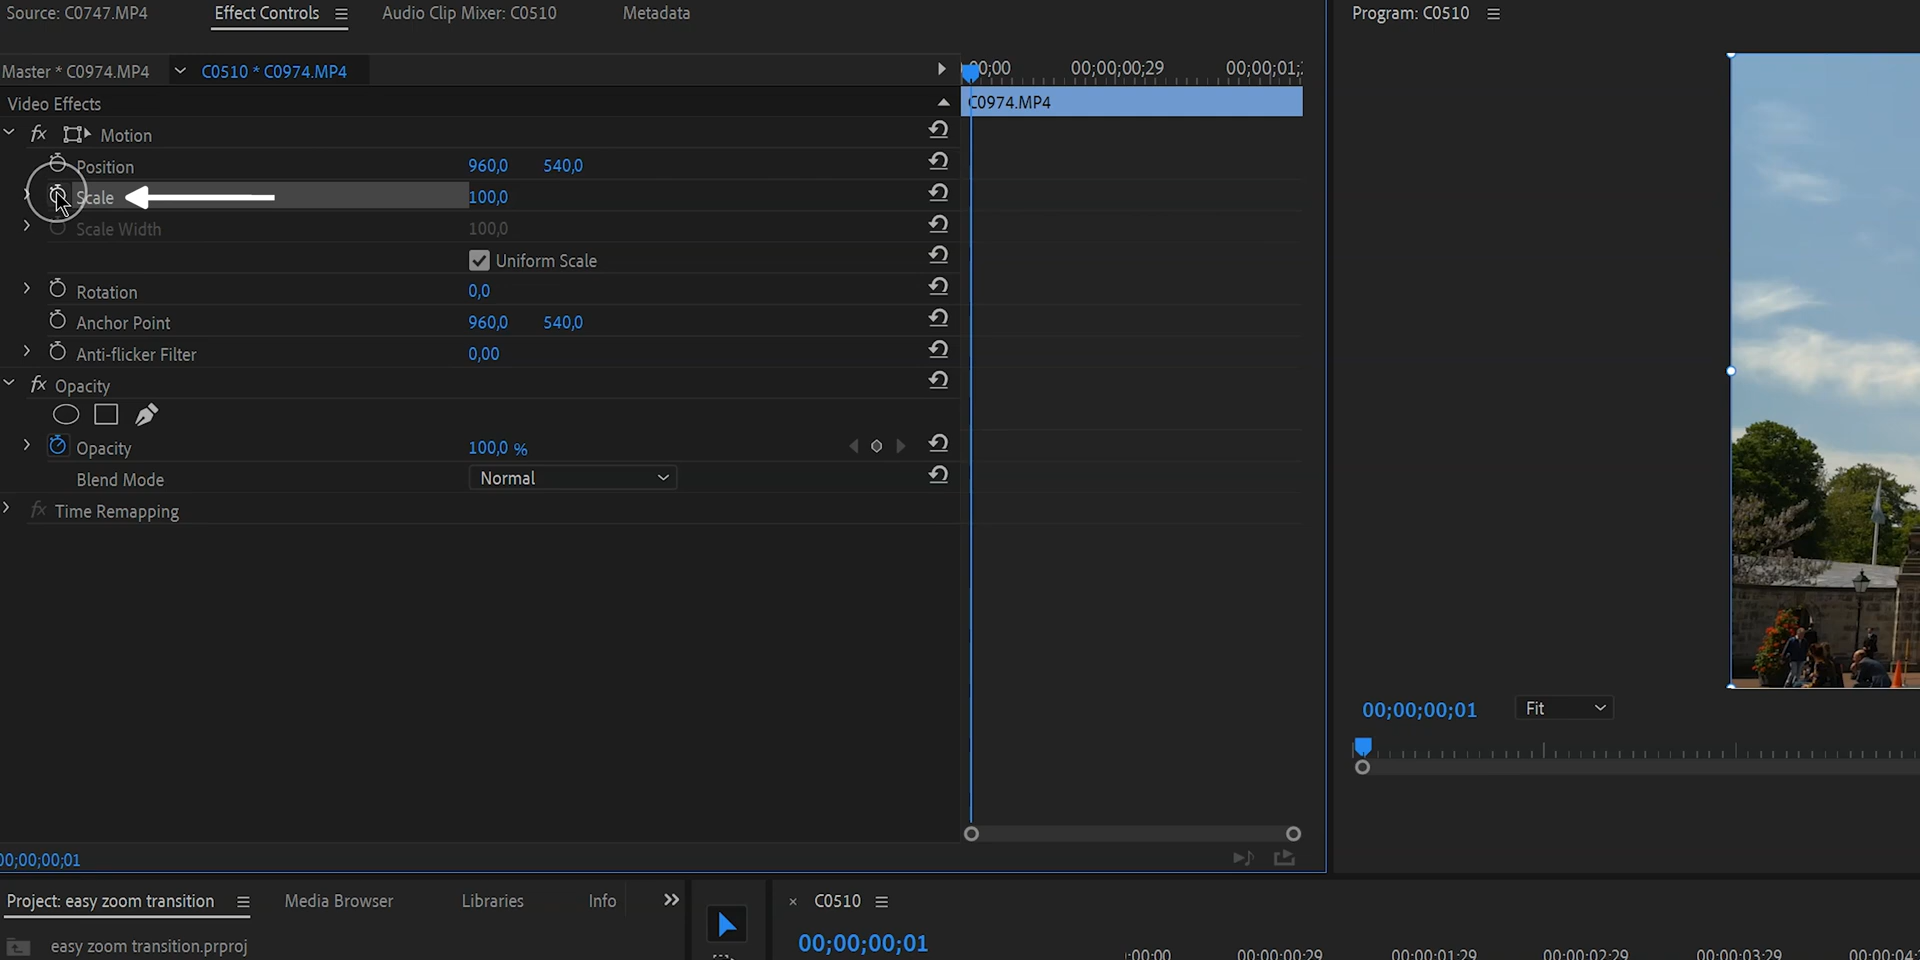 Source: C0747.MP4
Effect Controls
Audio Clip Mixer: C0510
Metadata
Program: C0510
Master * C0974.MP4
C0510 * C0974.MP4
00;00
00;00;00;29
00;00;01;
Video Effects
C0974.MP4
fx Motion
Position 960,0 540,0
Scale 100,0
Scale Width 100,0
Uniform Scale
Rotation 0,0
Anchor Point 960,0 540,0
Anti-flicker Filter 0,00
fx Opacity
Opacity 100,0 %
Blend Mode Normal
fx Time Remapping
00;00;00;01
Fit
00;00;00;01
Project: easy zoom transition
Media Browser
Libraries
Info
C0510
easy zoom transition.prproj
00;00;00;01
:00:00
00:00:00:29
00:00:01:29
00:00:02:29
00:00:03:29
00:00:04: